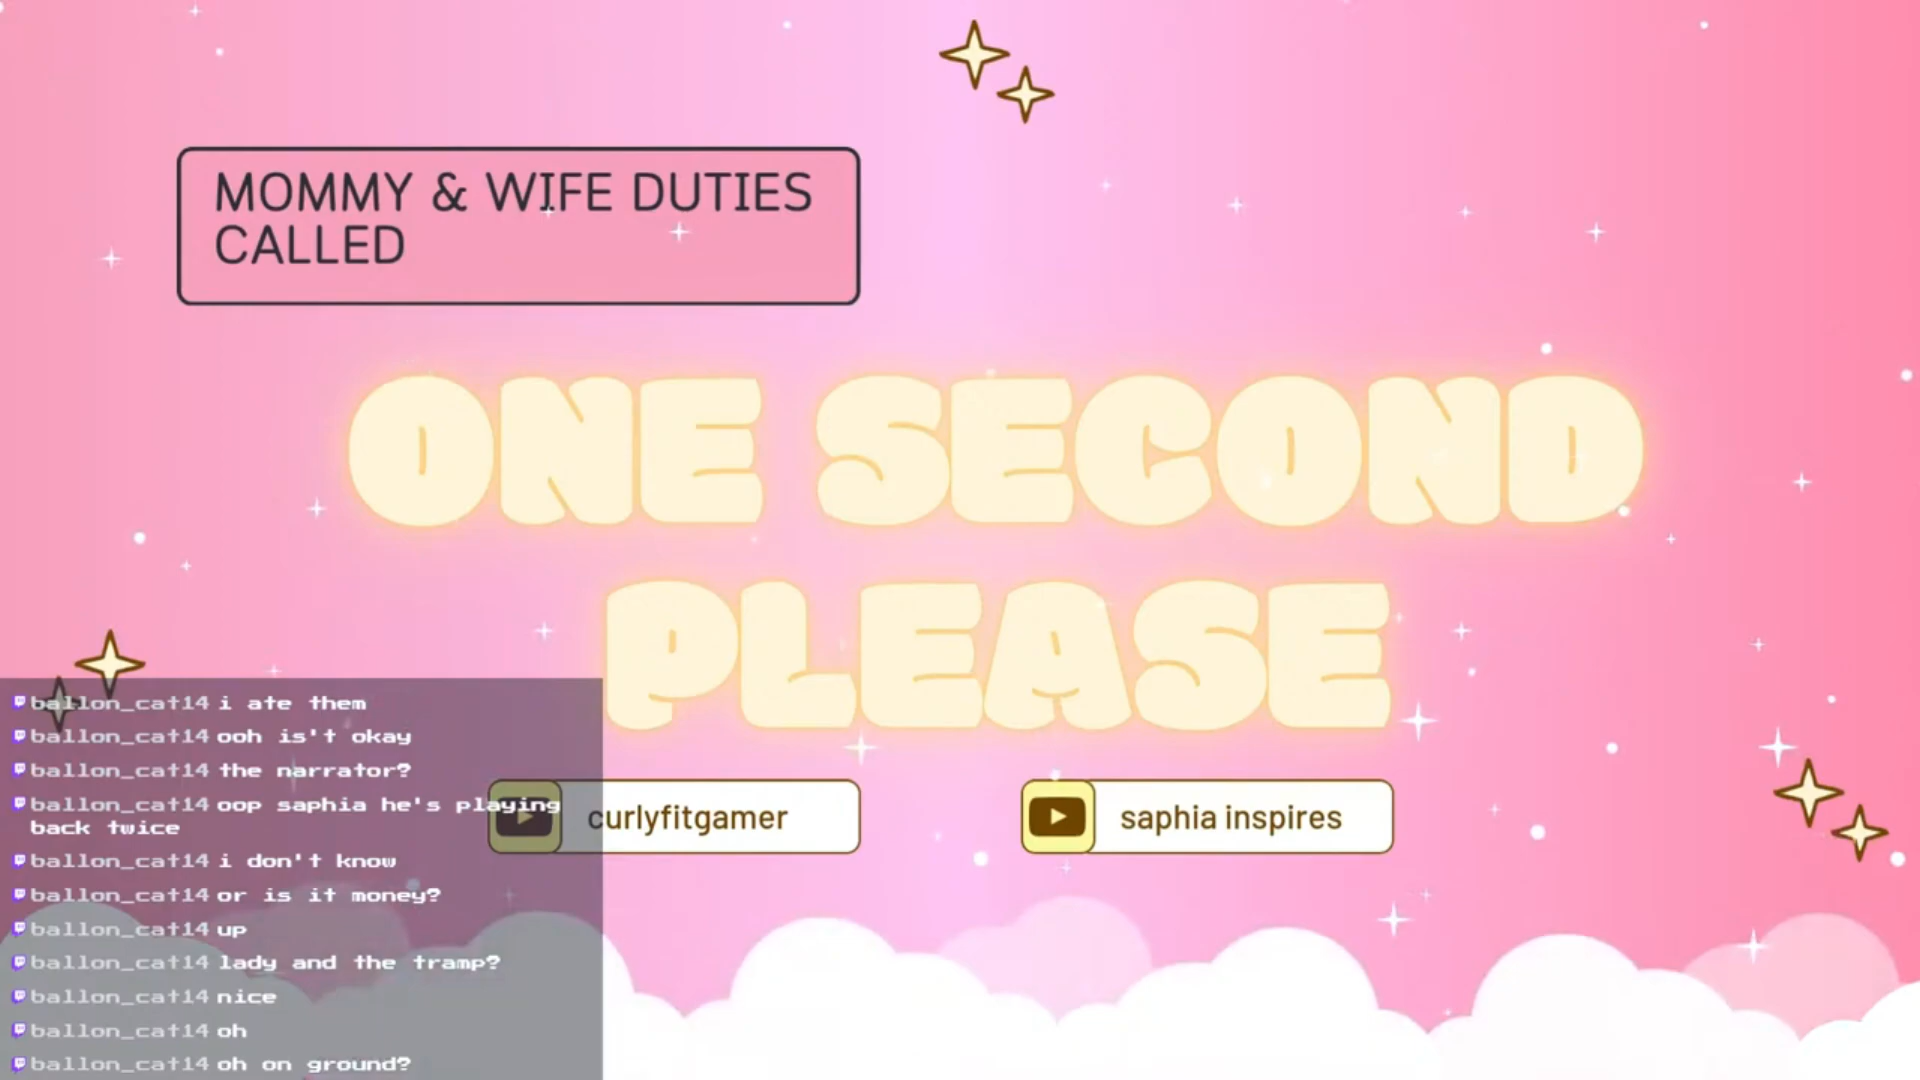 MOMMY & WIFE DUTIES
CALLED
ONE SECOND
PLEASE
curlyfitgamer
saphia inspires
ballon_cat14 i ate them
ballon_cat14 ooh is't okay
ballon_cat14 the narrator?
ballon_cat14 oop saphia he's playing
back twice
ballon_cat14 i don't know
ballon_cat14 or is it money?
ballon_cat14 up
ballon_cat14 lady and the tramp?
ballon_cat14 nice
ballon_cat14 oh
ballon_cat14 oh on ground?